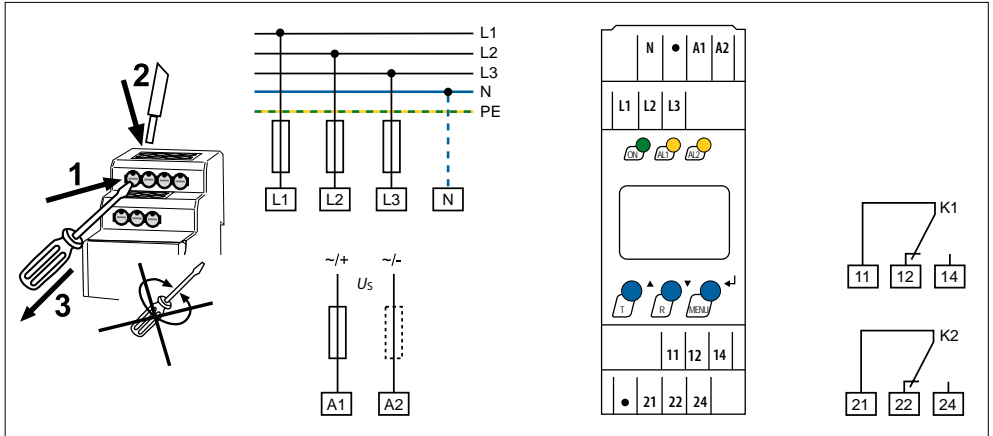 2
1
3
L1
L2
L3
N
PE
L1 L2 L3 N
~/+ ~/-
US
A1 A2
N • A1 A2
L1 L2 L3
ON AL1 AL2
▲ ▼ ↵
T R MENU
11 12 14
• 21 22 24
K1
11 12 14
K2
21 22 24